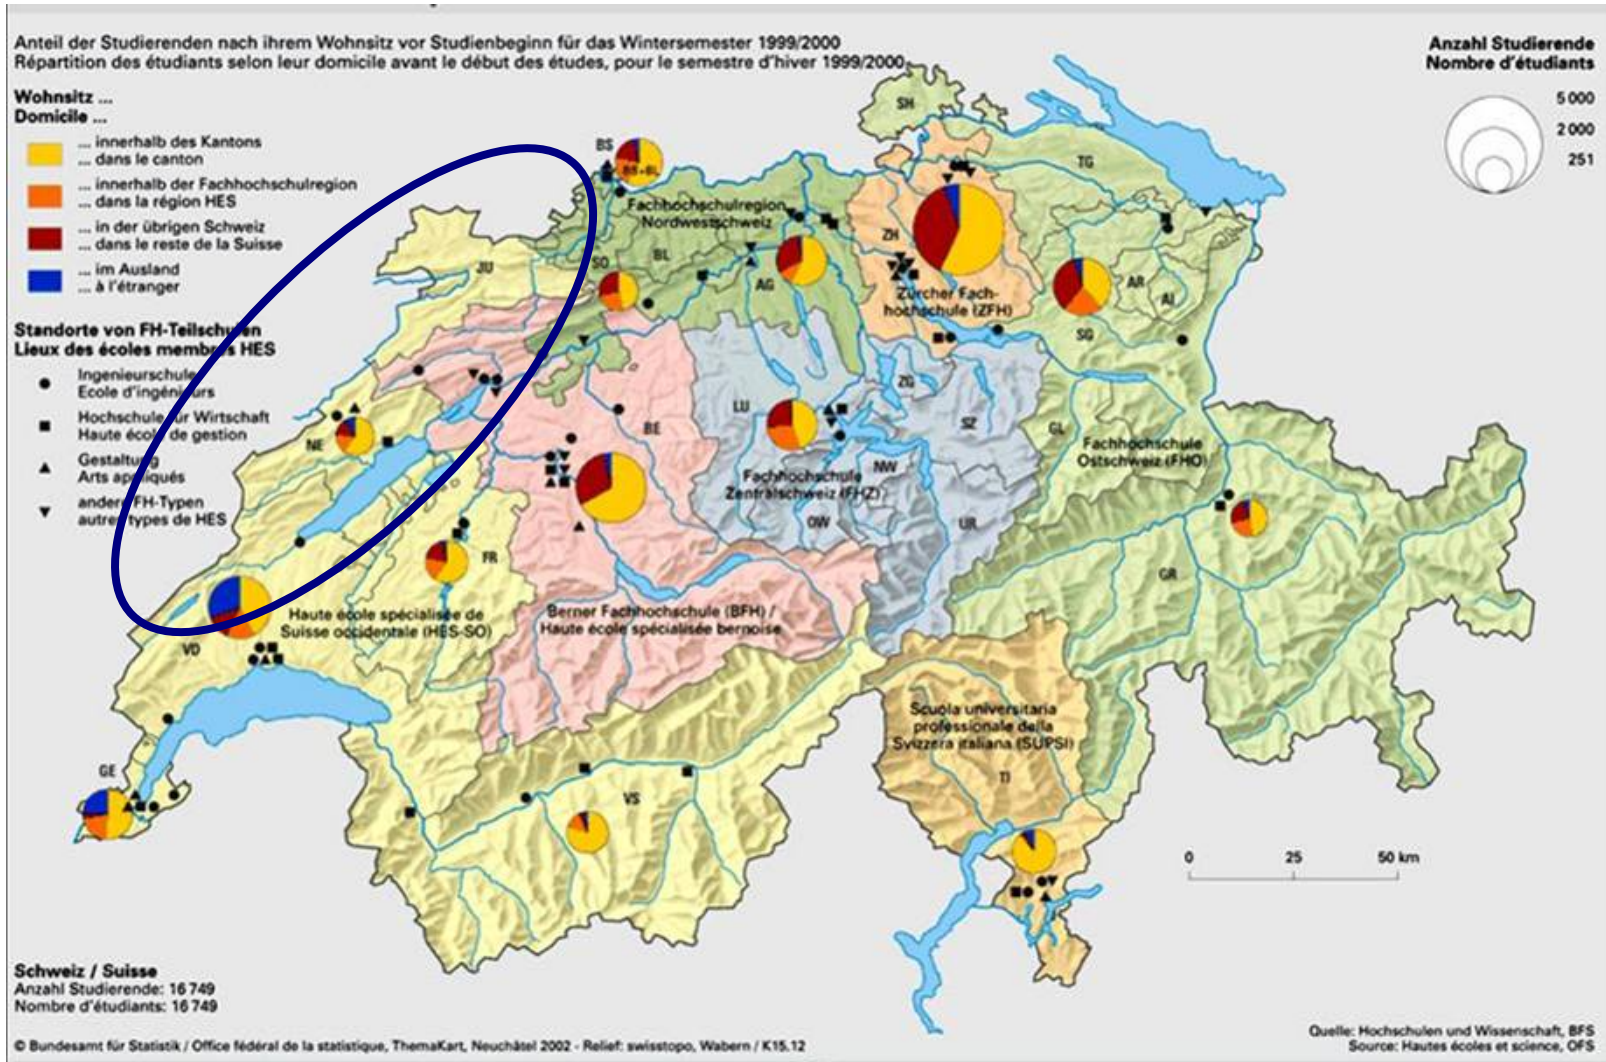 Anteil der Studierenden nach ihrem Wohnsitz vor Studienbeginn für das Wintersemester 1999/2000
Répartition des étudiants selon leur domicile avant le début des études, pour le semestre d'hiver 1999/2000
Anzahl Studierende
Nombre d'étudiants
5 000
2 000
251
Wohnsitz ...
Domicile ...
... innerhalb des Kantons
... dans le canton
... innerhalb der Fachhochschulregion
... dans la région HES
... in der übrigen Schweiz
... dans le reste de la Suisse
... im Ausland
... à l'étranger
Standorte von FH-Teilschulen
Lieux des écoles membres HES
Ingenieurschule
Ecole d'ingénieurs
Hochschule für Wirtschaft
Haute école de gestion
Gestaltung
Arts appliqués
andere FH-Typen
autres types de HES
SH
BS
BS+BL
TG
Fachhochschulregion
Nordwestschweiz
ZH
BL
SO
JU
AG
AR
AI
Zürcher Fach-
hochschule (ZFH)
SG
ZG
LU
SZ
BE
GL
NE
Fachhochschule
Ostschweiz (FHO)
Fachhochschule
Zentralschweiz (FHZ)
NW
OW
UR
FR
GR
Haute école spécialisée de
Suisse occidentale (HES-SO)
Berner Fachhochschule (BFH) /
Haute école spécialisée bernoise
VD
Scuola universitaria
professionale della
Svizzera italiana (SUPSI)
TI
GE
VS
0 25 50 km
Schweiz / Suisse
Anzahl Studierende: 16 749
Nombre d'étudiants: 16 749
© Bundesamt für Statistik / Office fédéral de la statistique, ThemaKart, Neuchâtel 2002 - Relief: swisstopo, Wabern / K15.12
Quelle: Hochschulen und Wissenschaft, BFS
Source: Hautes écoles et science, OFS